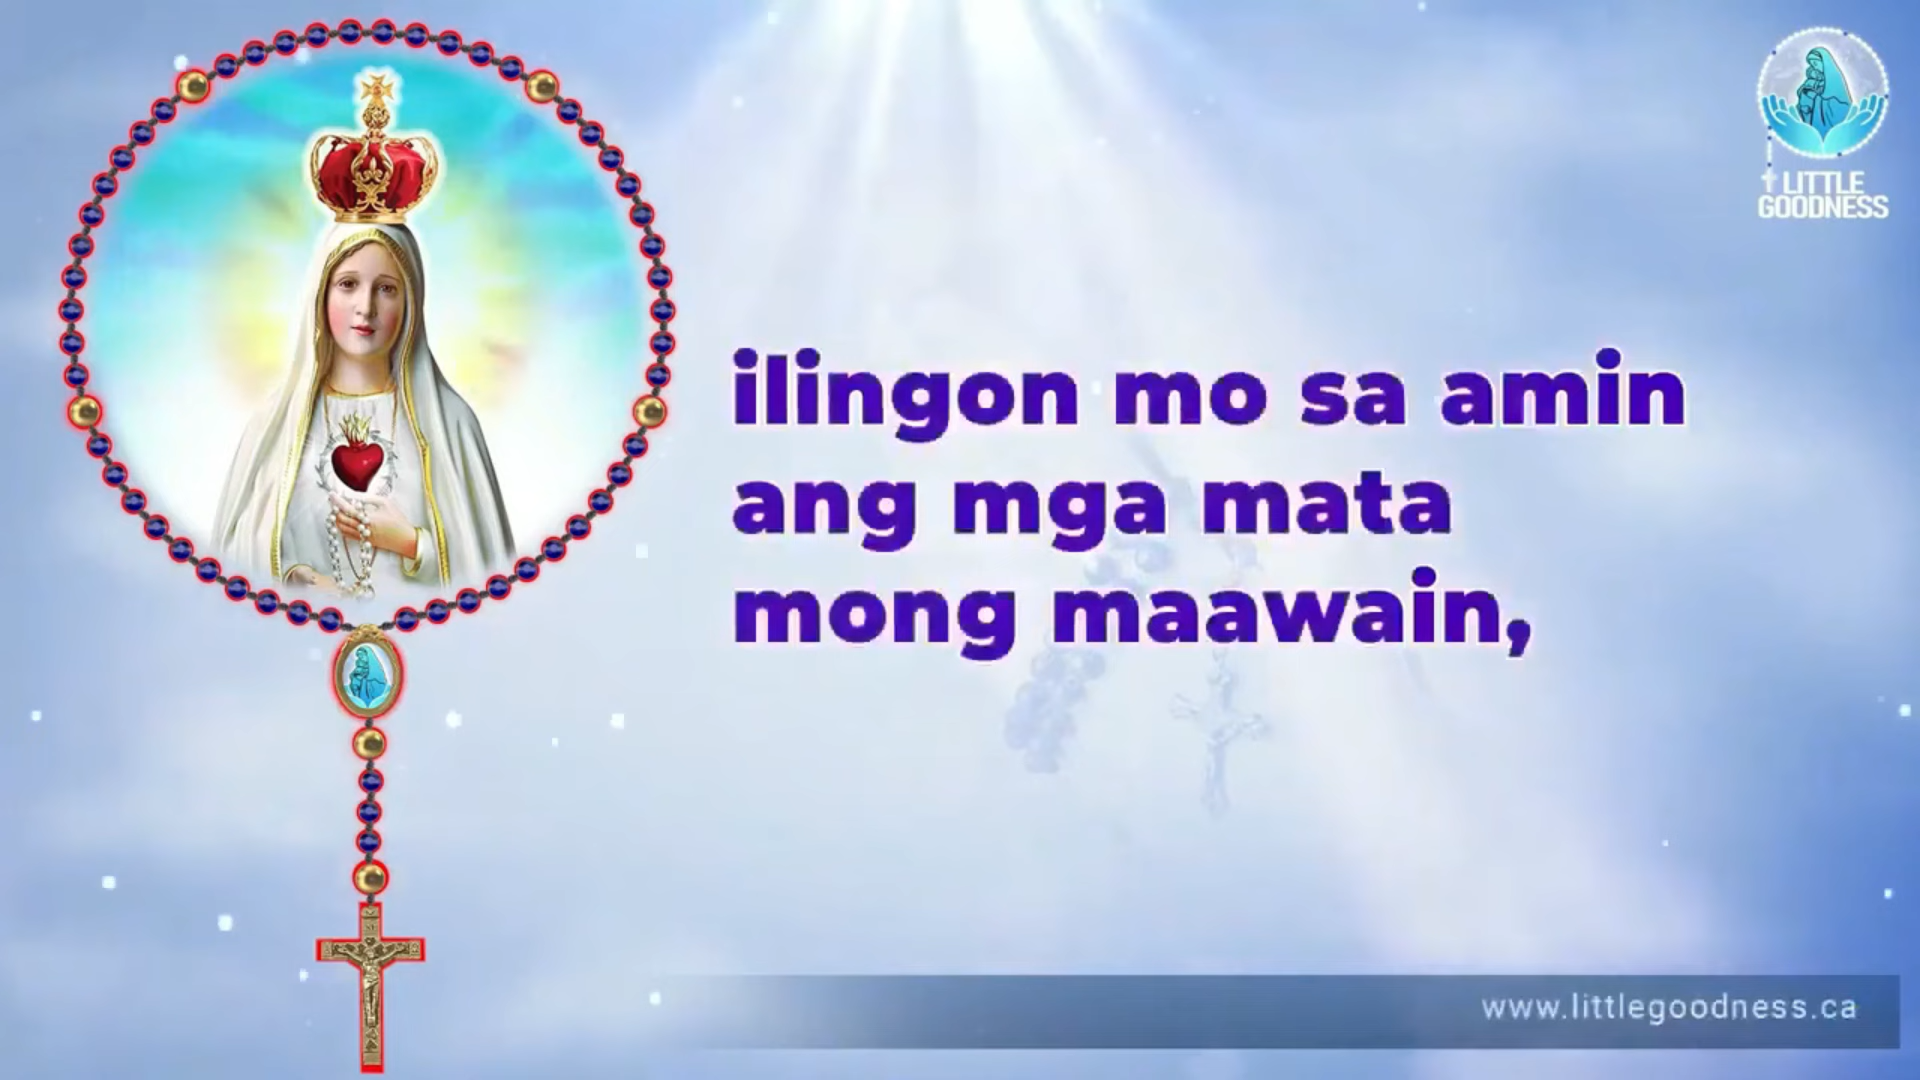 LITTLE
GOODNESS
ilingon mo sa amin
ang mga mata
mong maawain,
www.littlegoodness.ca